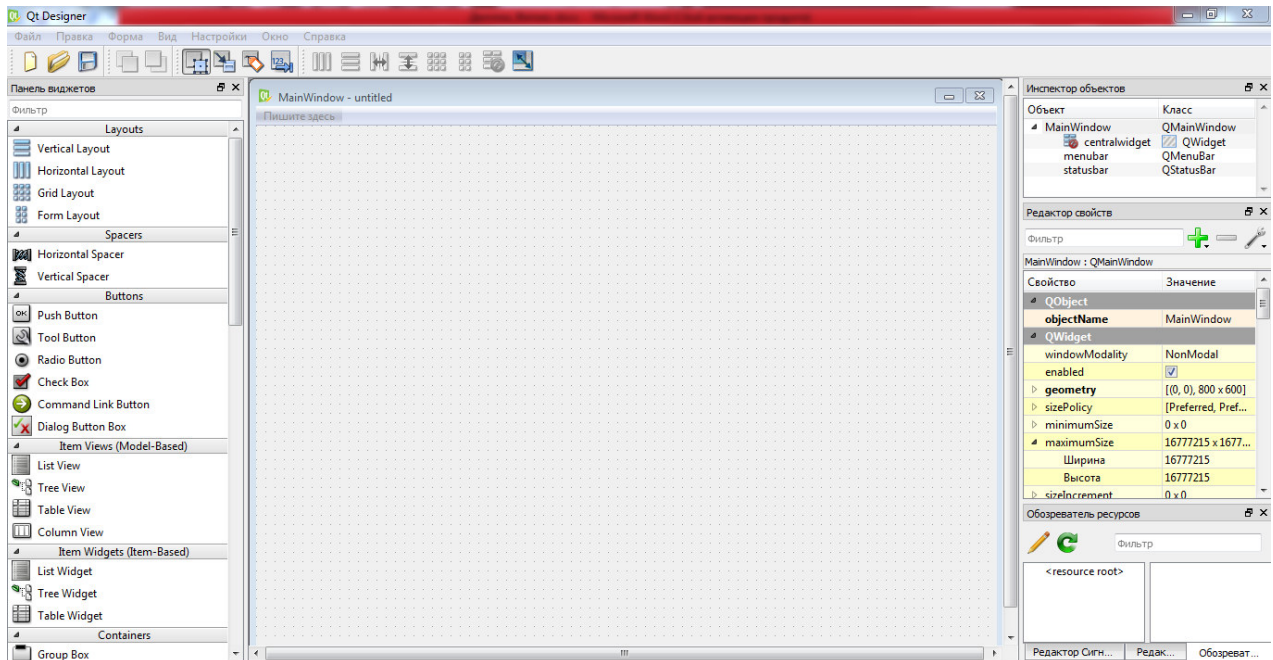 Qt Designer
Файл Правка Форма Вид Настройки Окно Справка
Панель виджетов
Фильтр
Layouts
Vertical Layout
Horizontal Layout
Grid Layout
Form Layout
Spacers
Horizontal Spacer
Vertical Spacer
Buttons
OK Push Button
Tool Button
Radio Button
Check Box
Command Link Button
Dialog Button Box
Item Views (Model-Based)
List View
Tree View
Table View
Column View
Item Widgets (Item-Based)
List Widget
Tree Widget
Table Widget
Containers
Group Box
MainWindow - untitled
Пишите здесь
Инспектор объектов
Объект Класс
MainWindow QMainWindow
centralwidget QWidget
menubar QMenuBar
statusbar QStatusBar
Редактор свойств
Фильтр
MainWindow : QMainWindow
Свойство Значение
QObject
objectName MainWindow
QWidget
windowModality NonModal
enabled
geometry [(0, 0), 800 x 600]
sizePolicy [Preferred, Pref...
minimumSize 0 x 0
maximumSize 16777215 x 1677...
Ширина 16777215
Высота 16777215
sizeIncrement 0 x 0
Обозреватель ресурсов
Фильтр
<resource root>
Редактор Сигн... Редак... Обозреват...